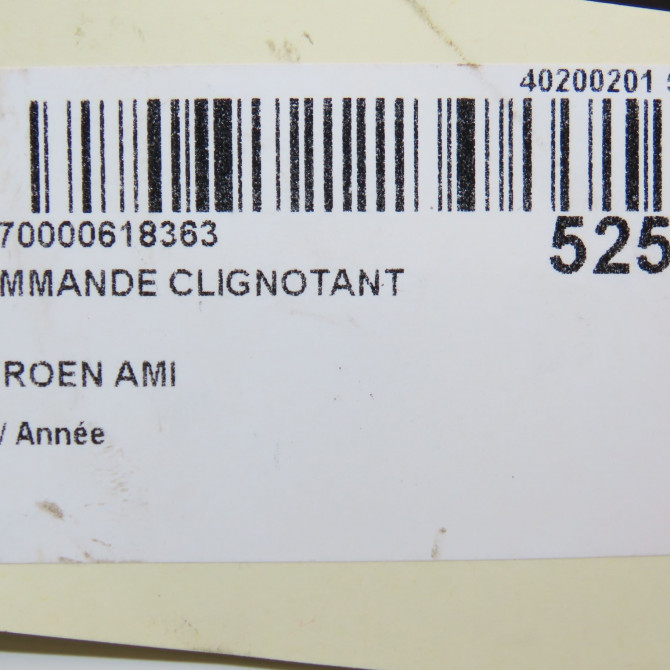 40200201
70000618363
525
MMANDE CLIGNOTANT
ROEN AMI
/ Année